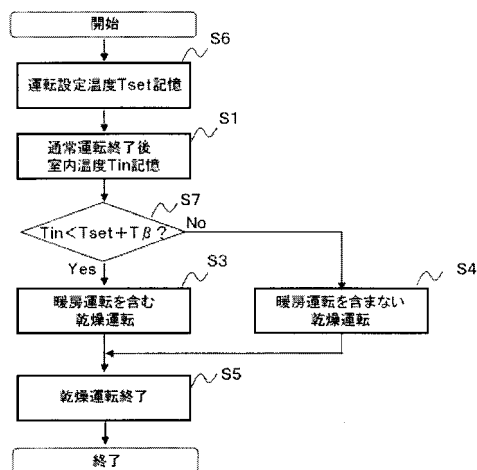 開始
S6
運転設定温度Tset記憶
S1
通常運転終了後
室内温度Tin記憶
S7
Tin<Tset+Tβ?
No
Yes
S3
暖房運転を含む
乾燥運転
S4
暖房運転を含まない
乾燥運転
S5
乾燥運転終了
終了